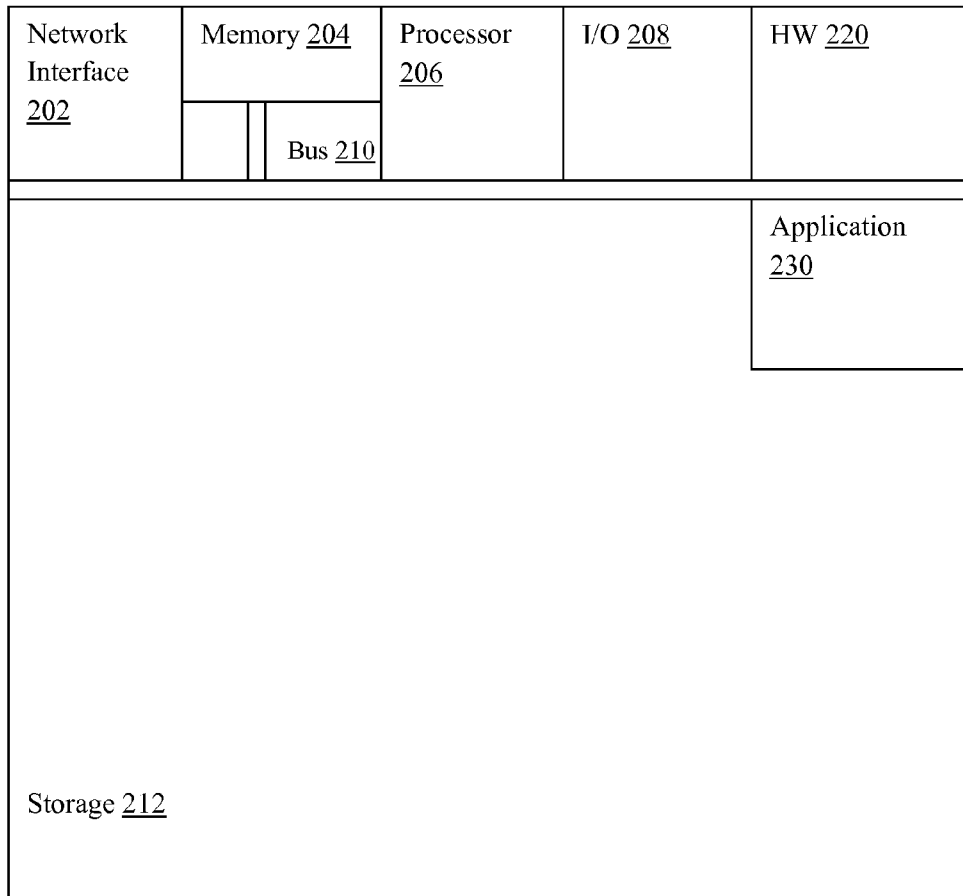 Network
Interface
202
Memory 204
Processor
206
I/O 208
HW 220
Bus 210
Application
230
Storage 212